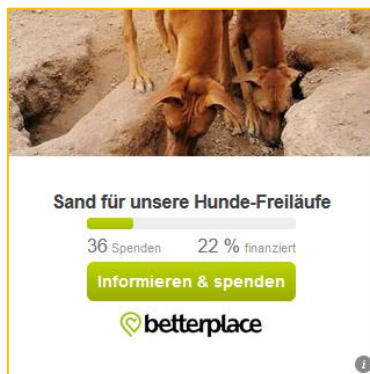 Sand für unsere Hunde-Freiläufe
36 Spenden 22 % finanziert
Informieren & spenden
betterplace
i